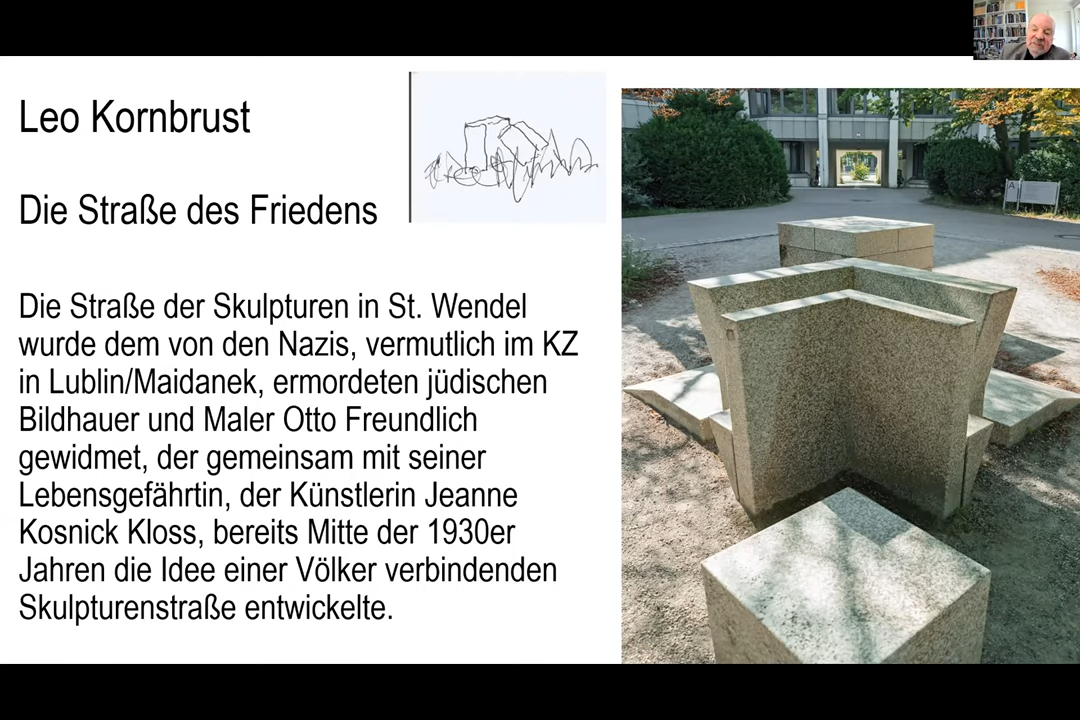 Leo Kornbrust
Die Straße des Friedens
Die Straße der Skulpturen in St. Wendel
wurde dem von den Nazis, vermutlich im KZ
in Lublin/Maidanek, ermordeten jüdischen
Bildhauer und Maler Otto Freundlich
gewidmet, der gemeinsam mit seiner
Lebensgefährtin, der Künstlerin Jeanne
Kosnick Kloss, bereits Mitte der 1930er
Jahren die Idee einer Völker verbindenden
Skulpturenstraße entwickelte.
A